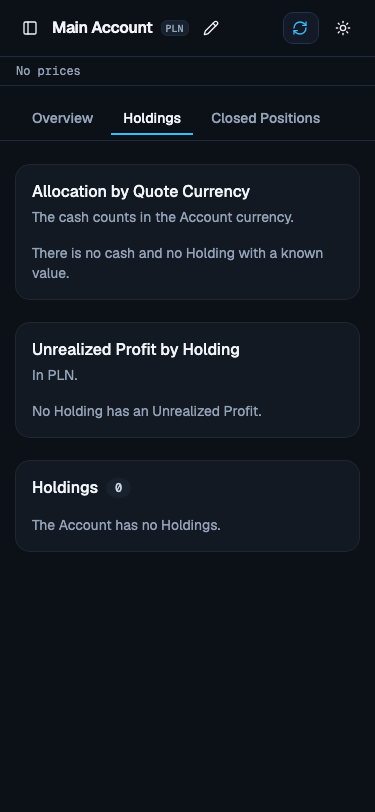 Main Account PLN
No prices
Overview Holdings Closed Positions
Allocation by Quote Currency
The cash counts in the Account currency.
There is no cash and no Holding with a known
value.
Unrealized Profit by Holding
In PLN.
No Holding has an Unrealized Profit.
Holdings 0
The Account has no Holdings.